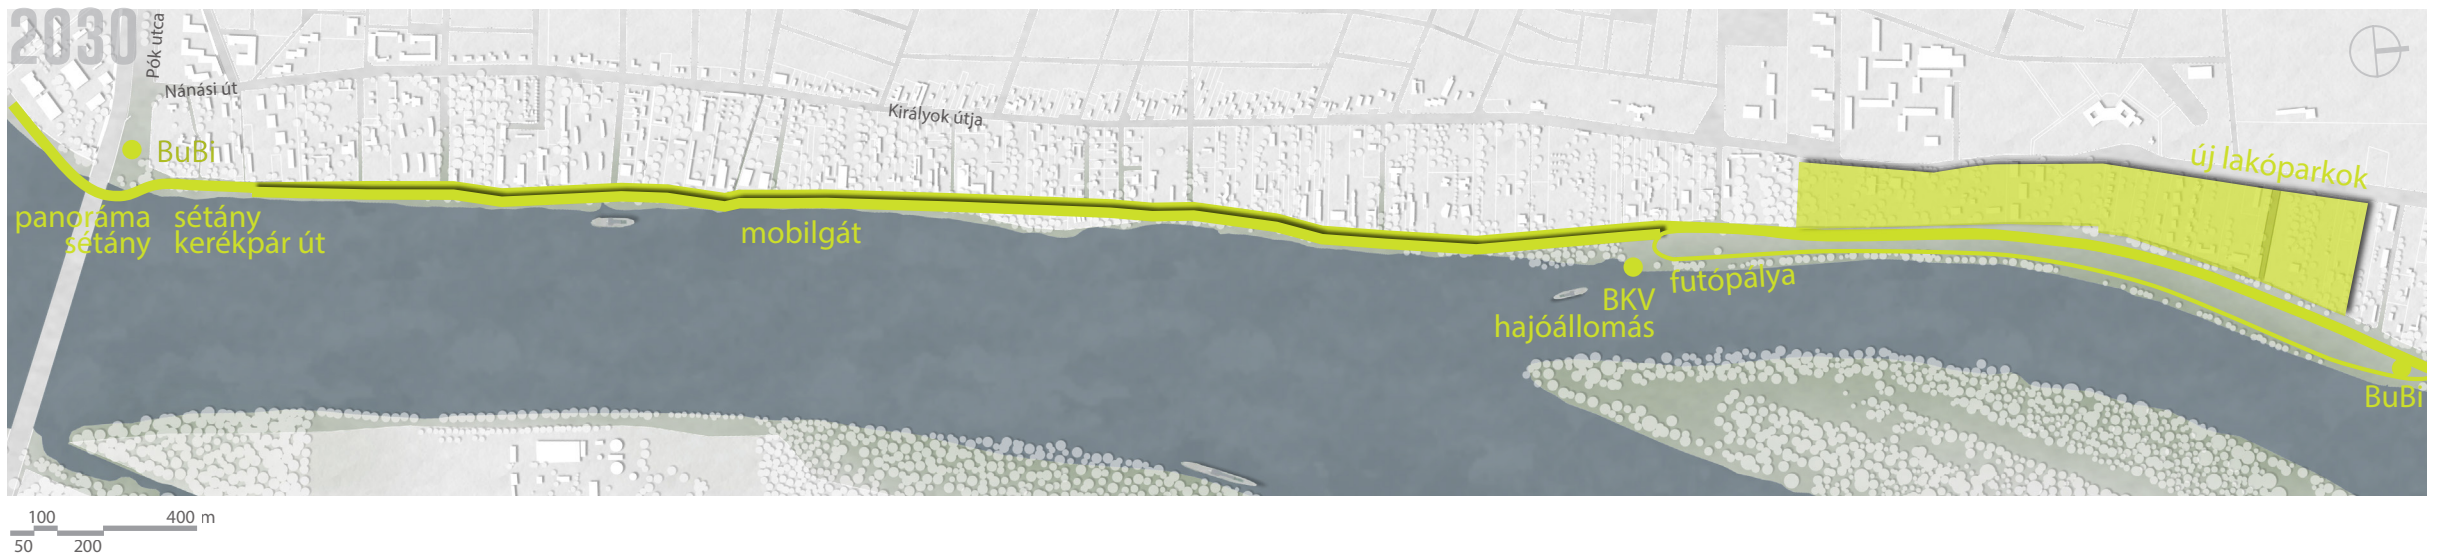 2030
Pók utca
Nánási út
Királyok útja
BuBi
új lakóparkok
panoráma
sétány
sétány
kerékpár út
mobilgát
futópálya
BKV
hajóállomás
BuBi
100
400 m
50
200